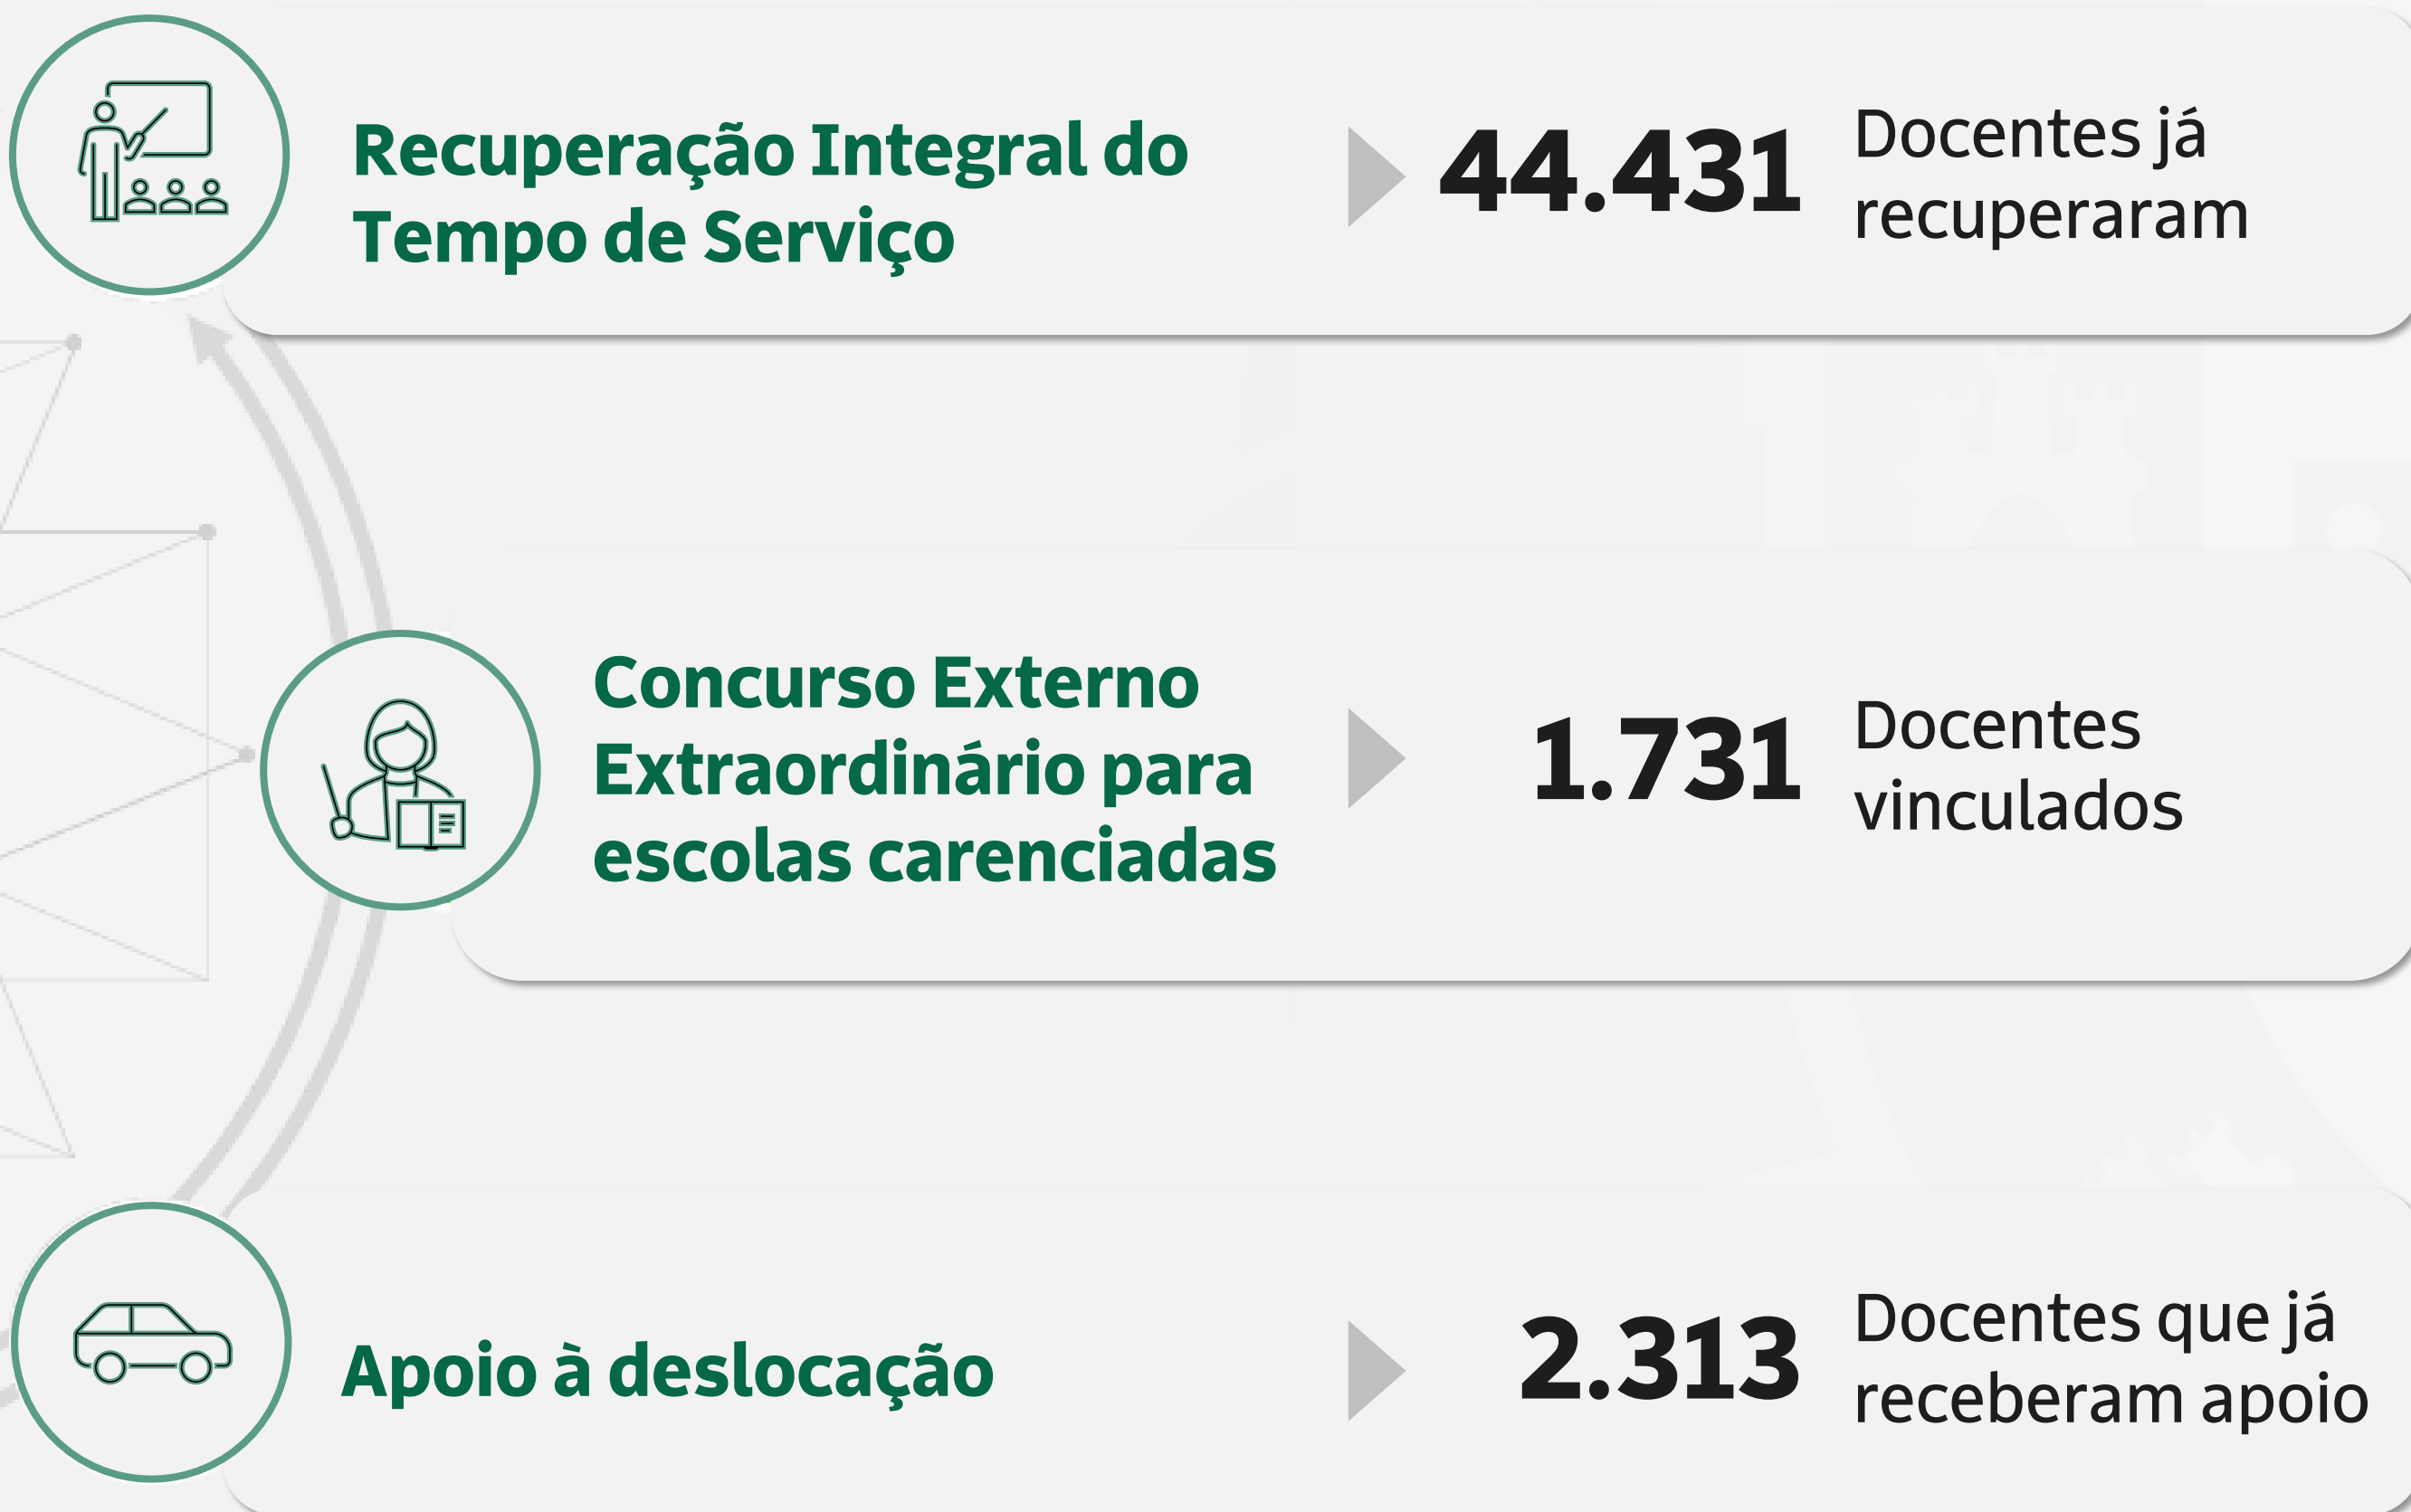 Recuperação Integral do
Tempo de Serviço
44.431
Docentes já
recuperaram
Concurso Externo
Extraordinário para
escolas carenciadas
1.731
Docentes
vinculados
Apoio à deslocação
2.313
Docentes que já
receberam apoio